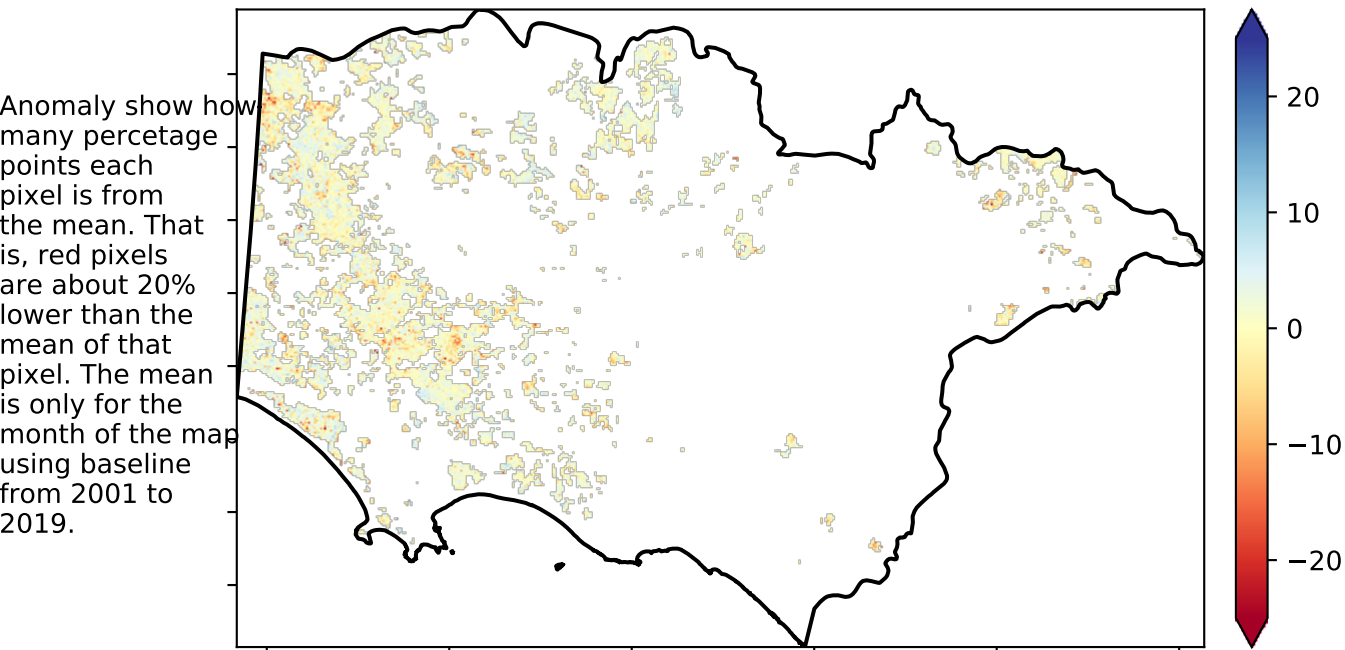 Anomaly show how
many percetage
points each
pixel is from
the mean. That
is, red pixels
are about 20%
lower than the
mean of that
pixel. The mean
is only for the
month of the map
using baseline
from 2001 to
2019.
20
10
0
−10
−20